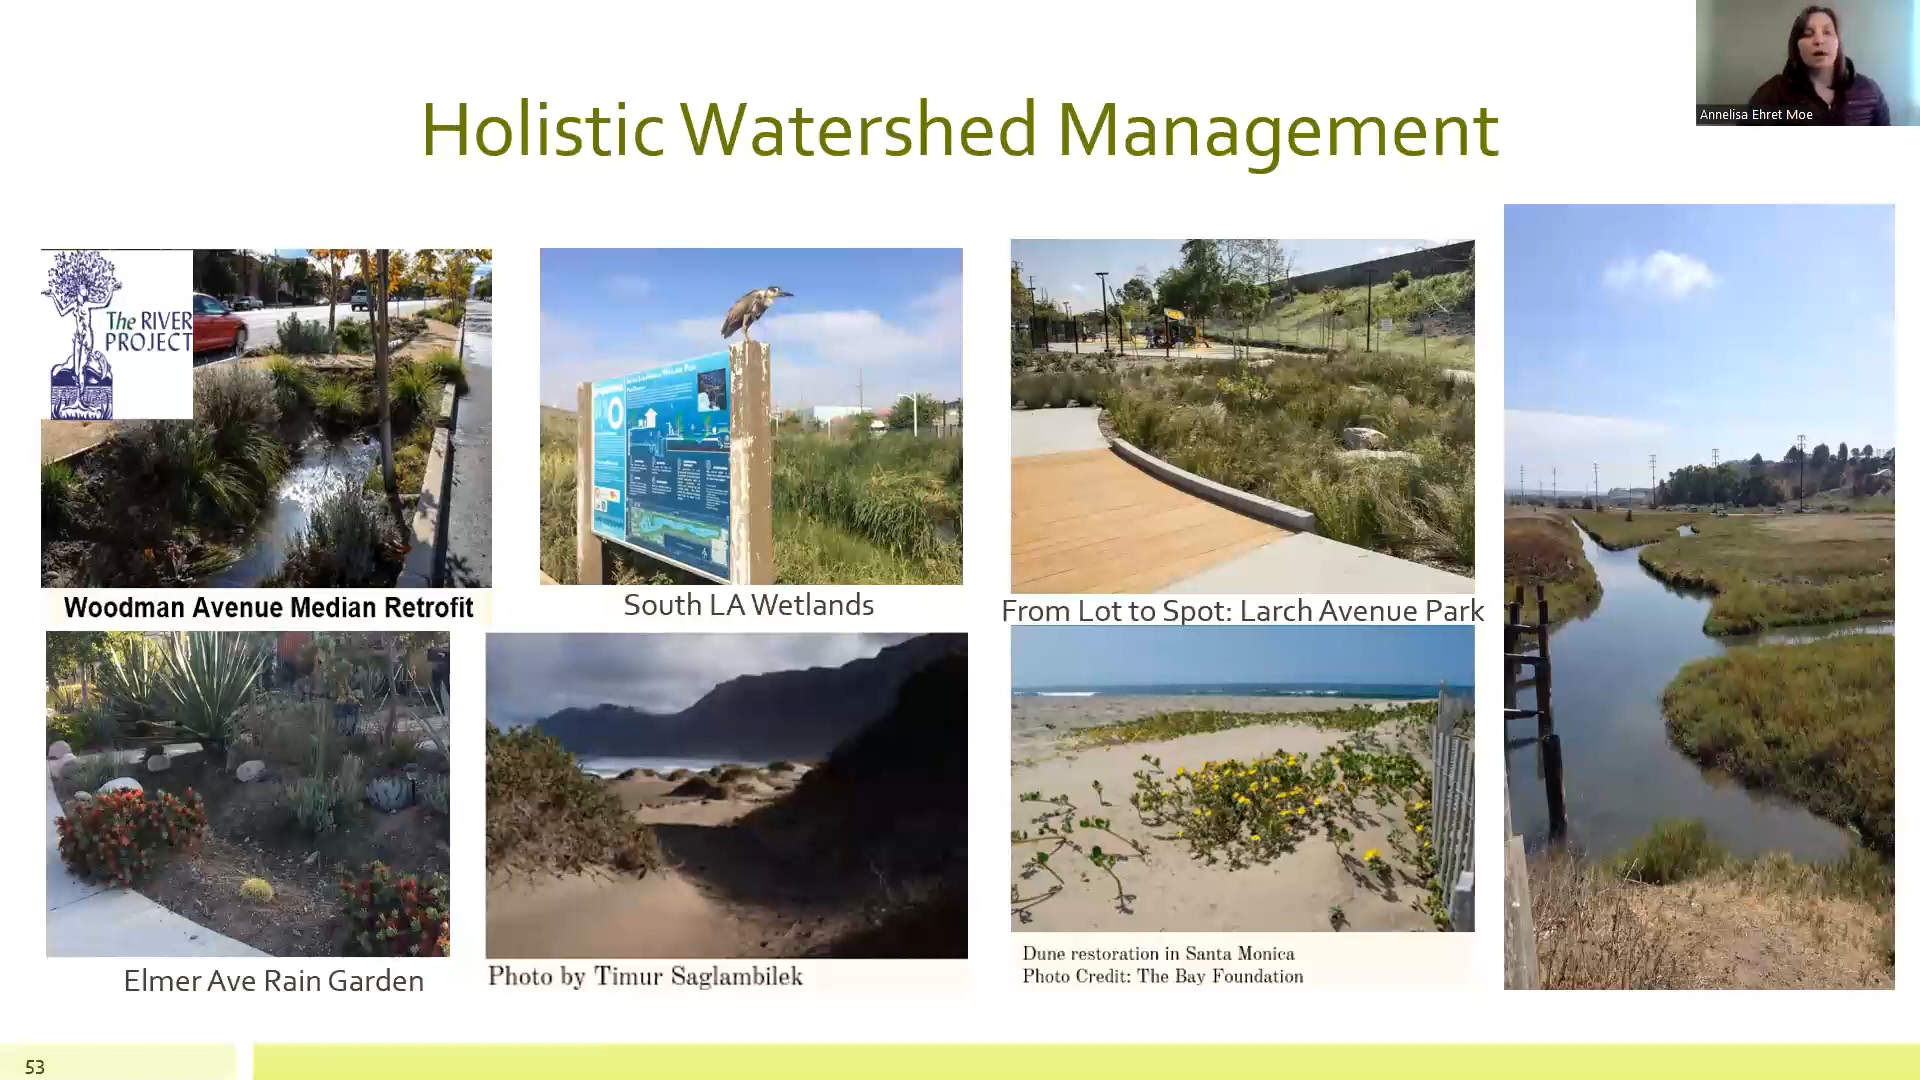 Annelisa Ehret Moe
Holistic Watershed Management
The RIVER
PROJECT
Woodman Avenue Median Retrofit
South LA Wetlands
From Lot to Spot: Larch Avenue Park
Elmer Ave Rain Garden
Photo by Timur Saglambilek
Dune restoration in Santa Monica
Photo Credit: The Bay Foundation
53